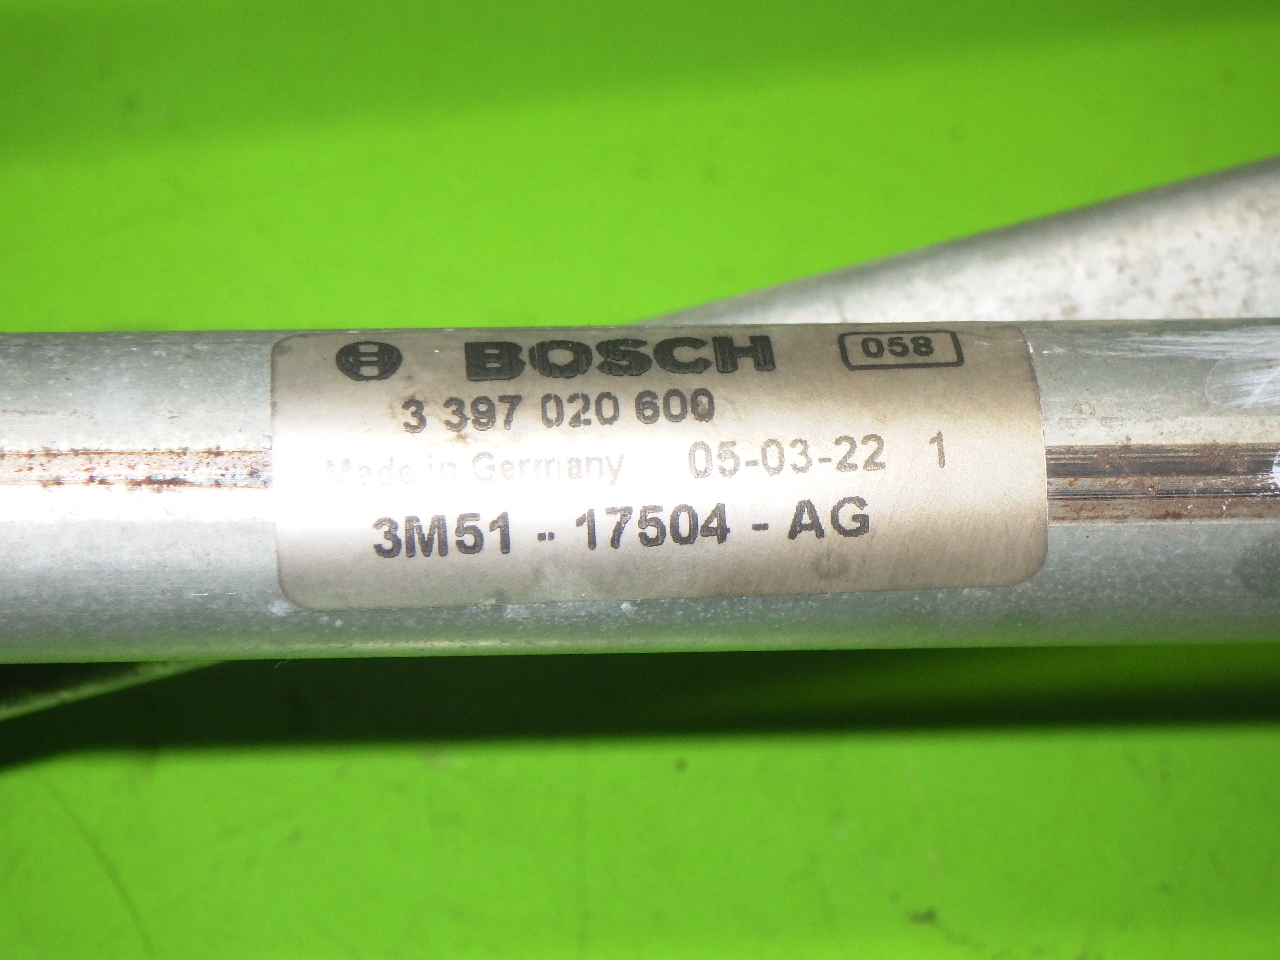 BOSCH 058
3 397 020 600
Made in Germany 05-03-22 1
3M51 - 17504 - AG